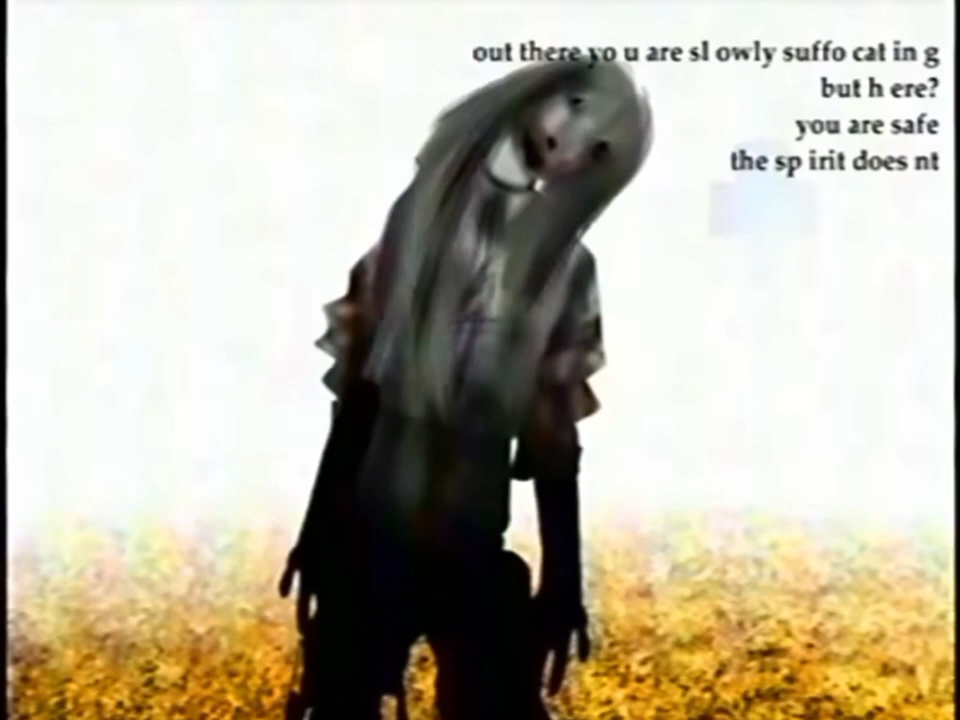 out there yo u are sl owly suffo cat in g
but h ere?
you are safe
the sp irit does nt